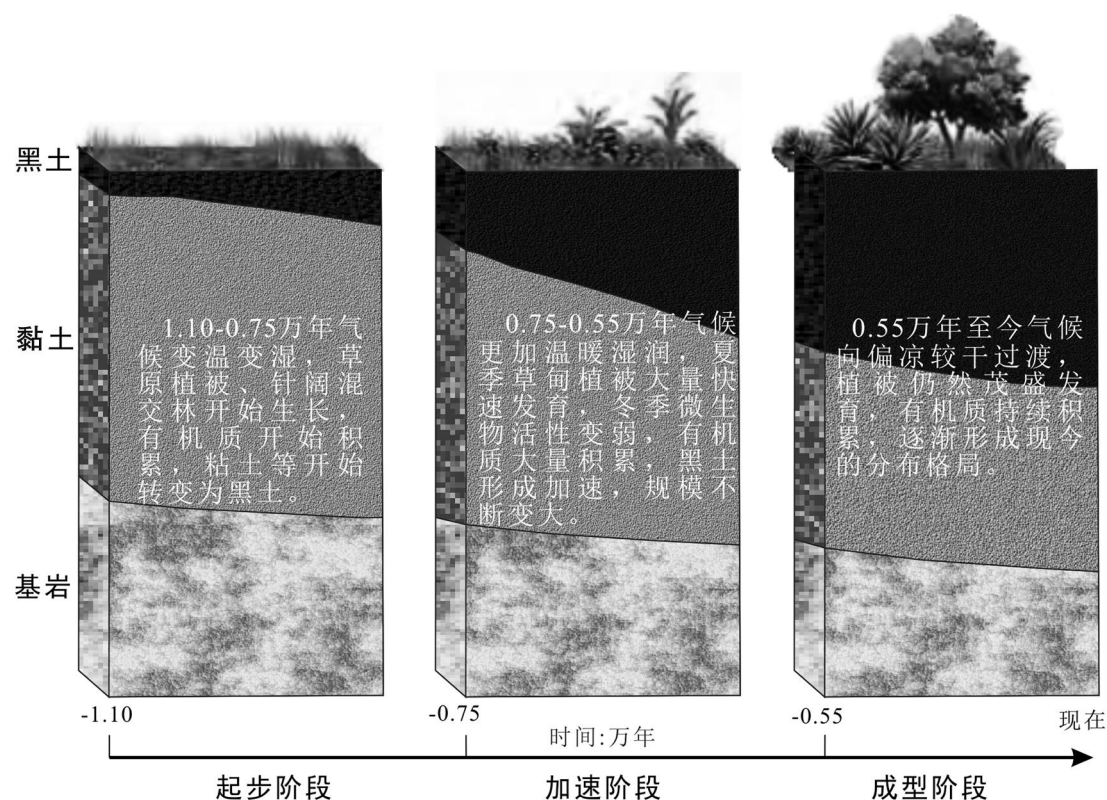 黑土
黏土
基岩
1.10-0.75万年气
候变温变湿，草
原植被、针阔混
交林开始生长，
有机质开始积
累，粘土等开始
转变为黑土。
0.75-0.55万年气候
更加温暖湿润，夏
季草甸植被大量快
速发育，冬季微生
物活性变弱，有机
质大量积累，黑土
形成加速，规模不
断变大。
0.55万年至今气候
向偏凉较干过渡，
植被仍然茂盛发
育，有机质持续积
累，逐渐形成现今
的分布格局。
-1.10
-0.75
-0.55
现在
时间:万年
起步阶段
加速阶段
成型阶段